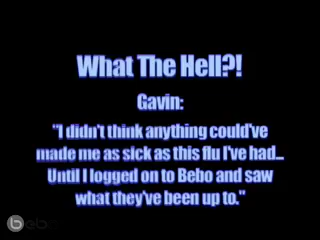 What The Hell?!
Gavin:
"I didn't think anything could've
made me as sick as this flu I've had...
Until I logged on to Bebo and saw
what they've been up to."
bebo